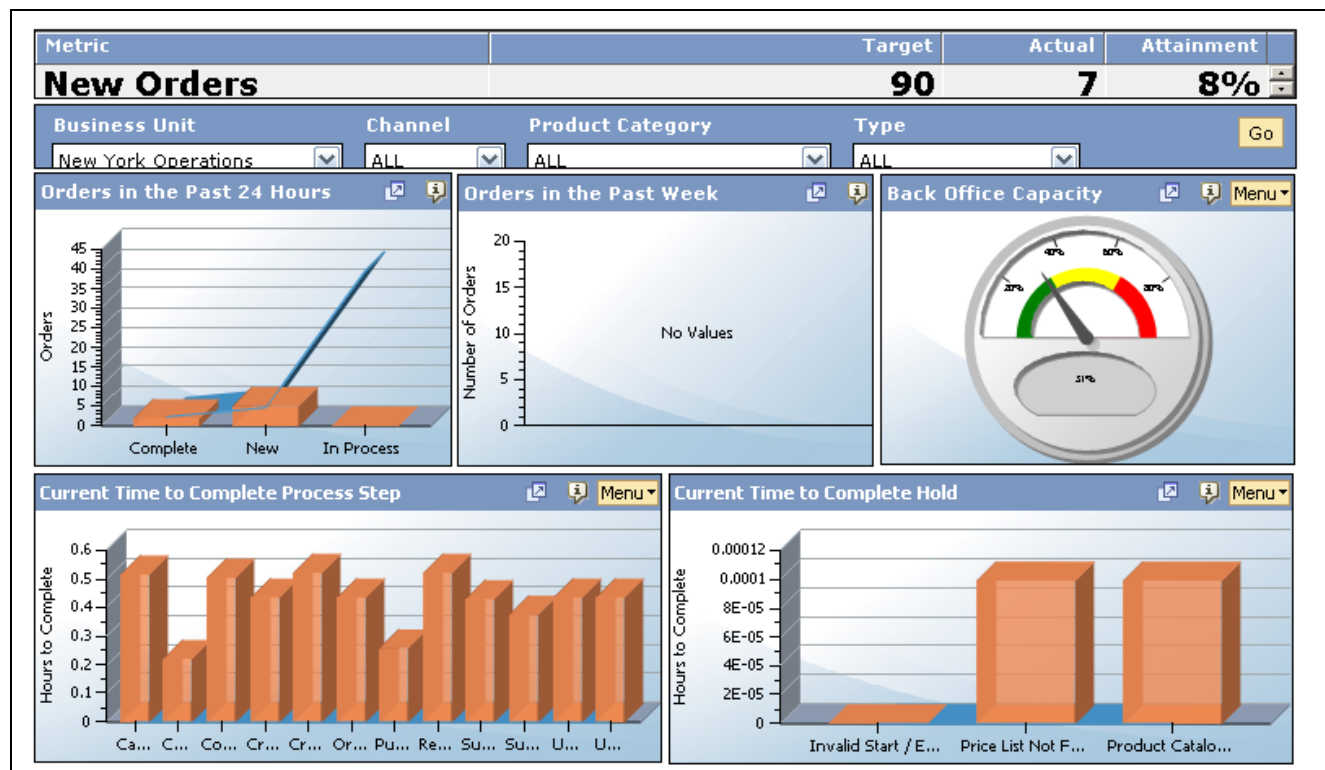 Metric Target Actual Attainment
New Orders 90 7 8%
Business Unit Channel Product Category Type
Go
New York Operations ALL ALL ALL
Orders in the Past 24 Hours
Orders
45
40
35
30
25
20
15
10
5
0
Complete New In Process
Orders in the Past Week
Number of Orders
20
15
10
5
0
No Values
Back Office Capacity Menu
20% 40% 60% 80%
31%
Current Time to Complete Process Step Menu
Hours to Complete
0.6
0.5
0.4
0.3
0.2
0.1
0
Ca... C... Co... Cr... Cr... Or... Pu... Re... Su... Su... U... U...
Current Time to Complete Hold Menu
Hours to Complete
0.00012
0.0001
8E-05
6E-05
4E-05
2E-05
0
Invalid Start / E... Price List Not F... Product Catalo...